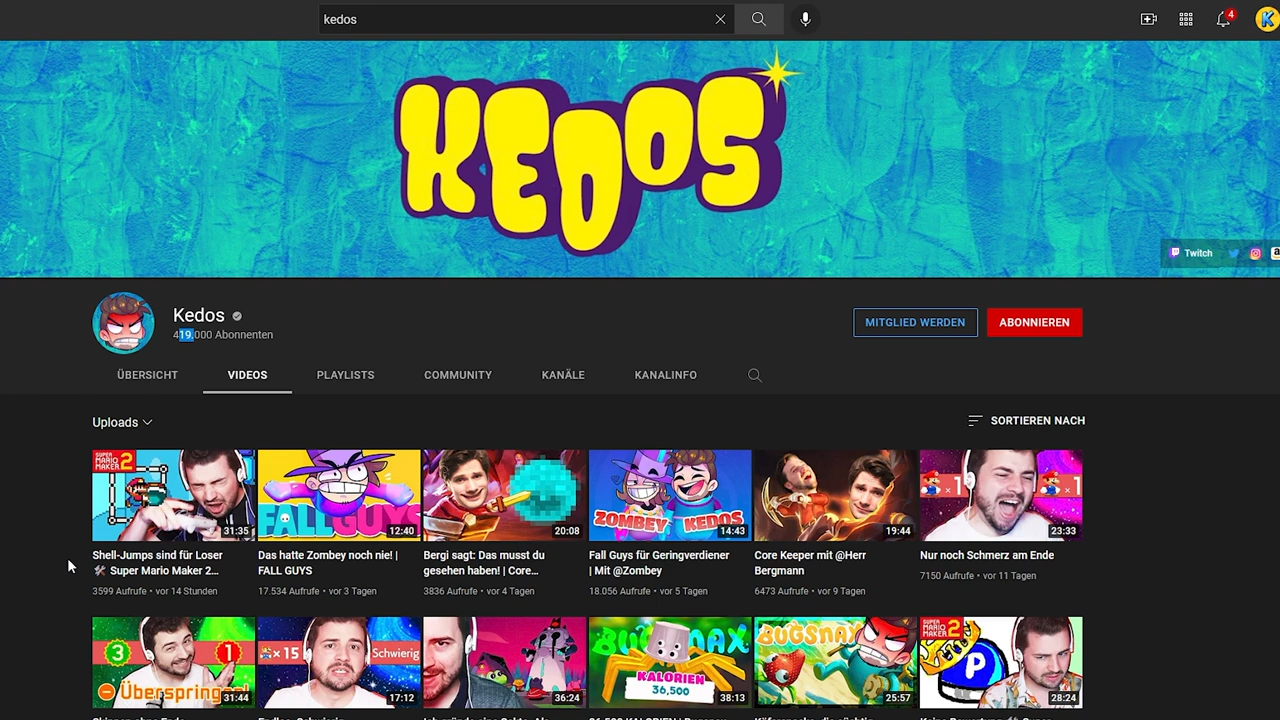 kedos
4
K
KEDOS
Twitch
Kedos
419.000 Abonnenten
MITGLIED WERDEN
ABONNIEREN
ÜBERSICHT
VIDEOS
PLAYLISTS
COMMUNITY
KANÄLE
KANALINFO
Uploads
SORTIEREN NACH
SUPER MARIO MAKER 2
31:35
FALL GUYS
12:40
20:08
ZOMBEY KEDOS
14:43
19:44
×1
×1
23:33
Shell-Jumps sind für Loser
🛠 Super Mario Maker 2...
3599 Aufrufe • vor 14 Stunden
Das hatte Zombey noch nie! |
FALL GUYS
17.534 Aufrufe • vor 3 Tagen
Bergi sagt: Das musst du
gesehen haben! | Core...
3836 Aufrufe • vor 4 Tagen
Fall Guys für Geringverdiener
| Mit @Zombey
18.056 Aufrufe • vor 5 Tagen
Core Keeper mit @Herr
Bergmann
6473 Aufrufe • vor 9 Tagen
Nur noch Schmerz am Ende
7150 Aufrufe • vor 11 Tagen
3
1
Überspring
31:44
×15
Schwierig
17:12
36:24
BUGSNAX
KALORIEN
36,500
38:13
BUGSNAX
25:57
SUPER MARIO MAKER 2
P
28:24